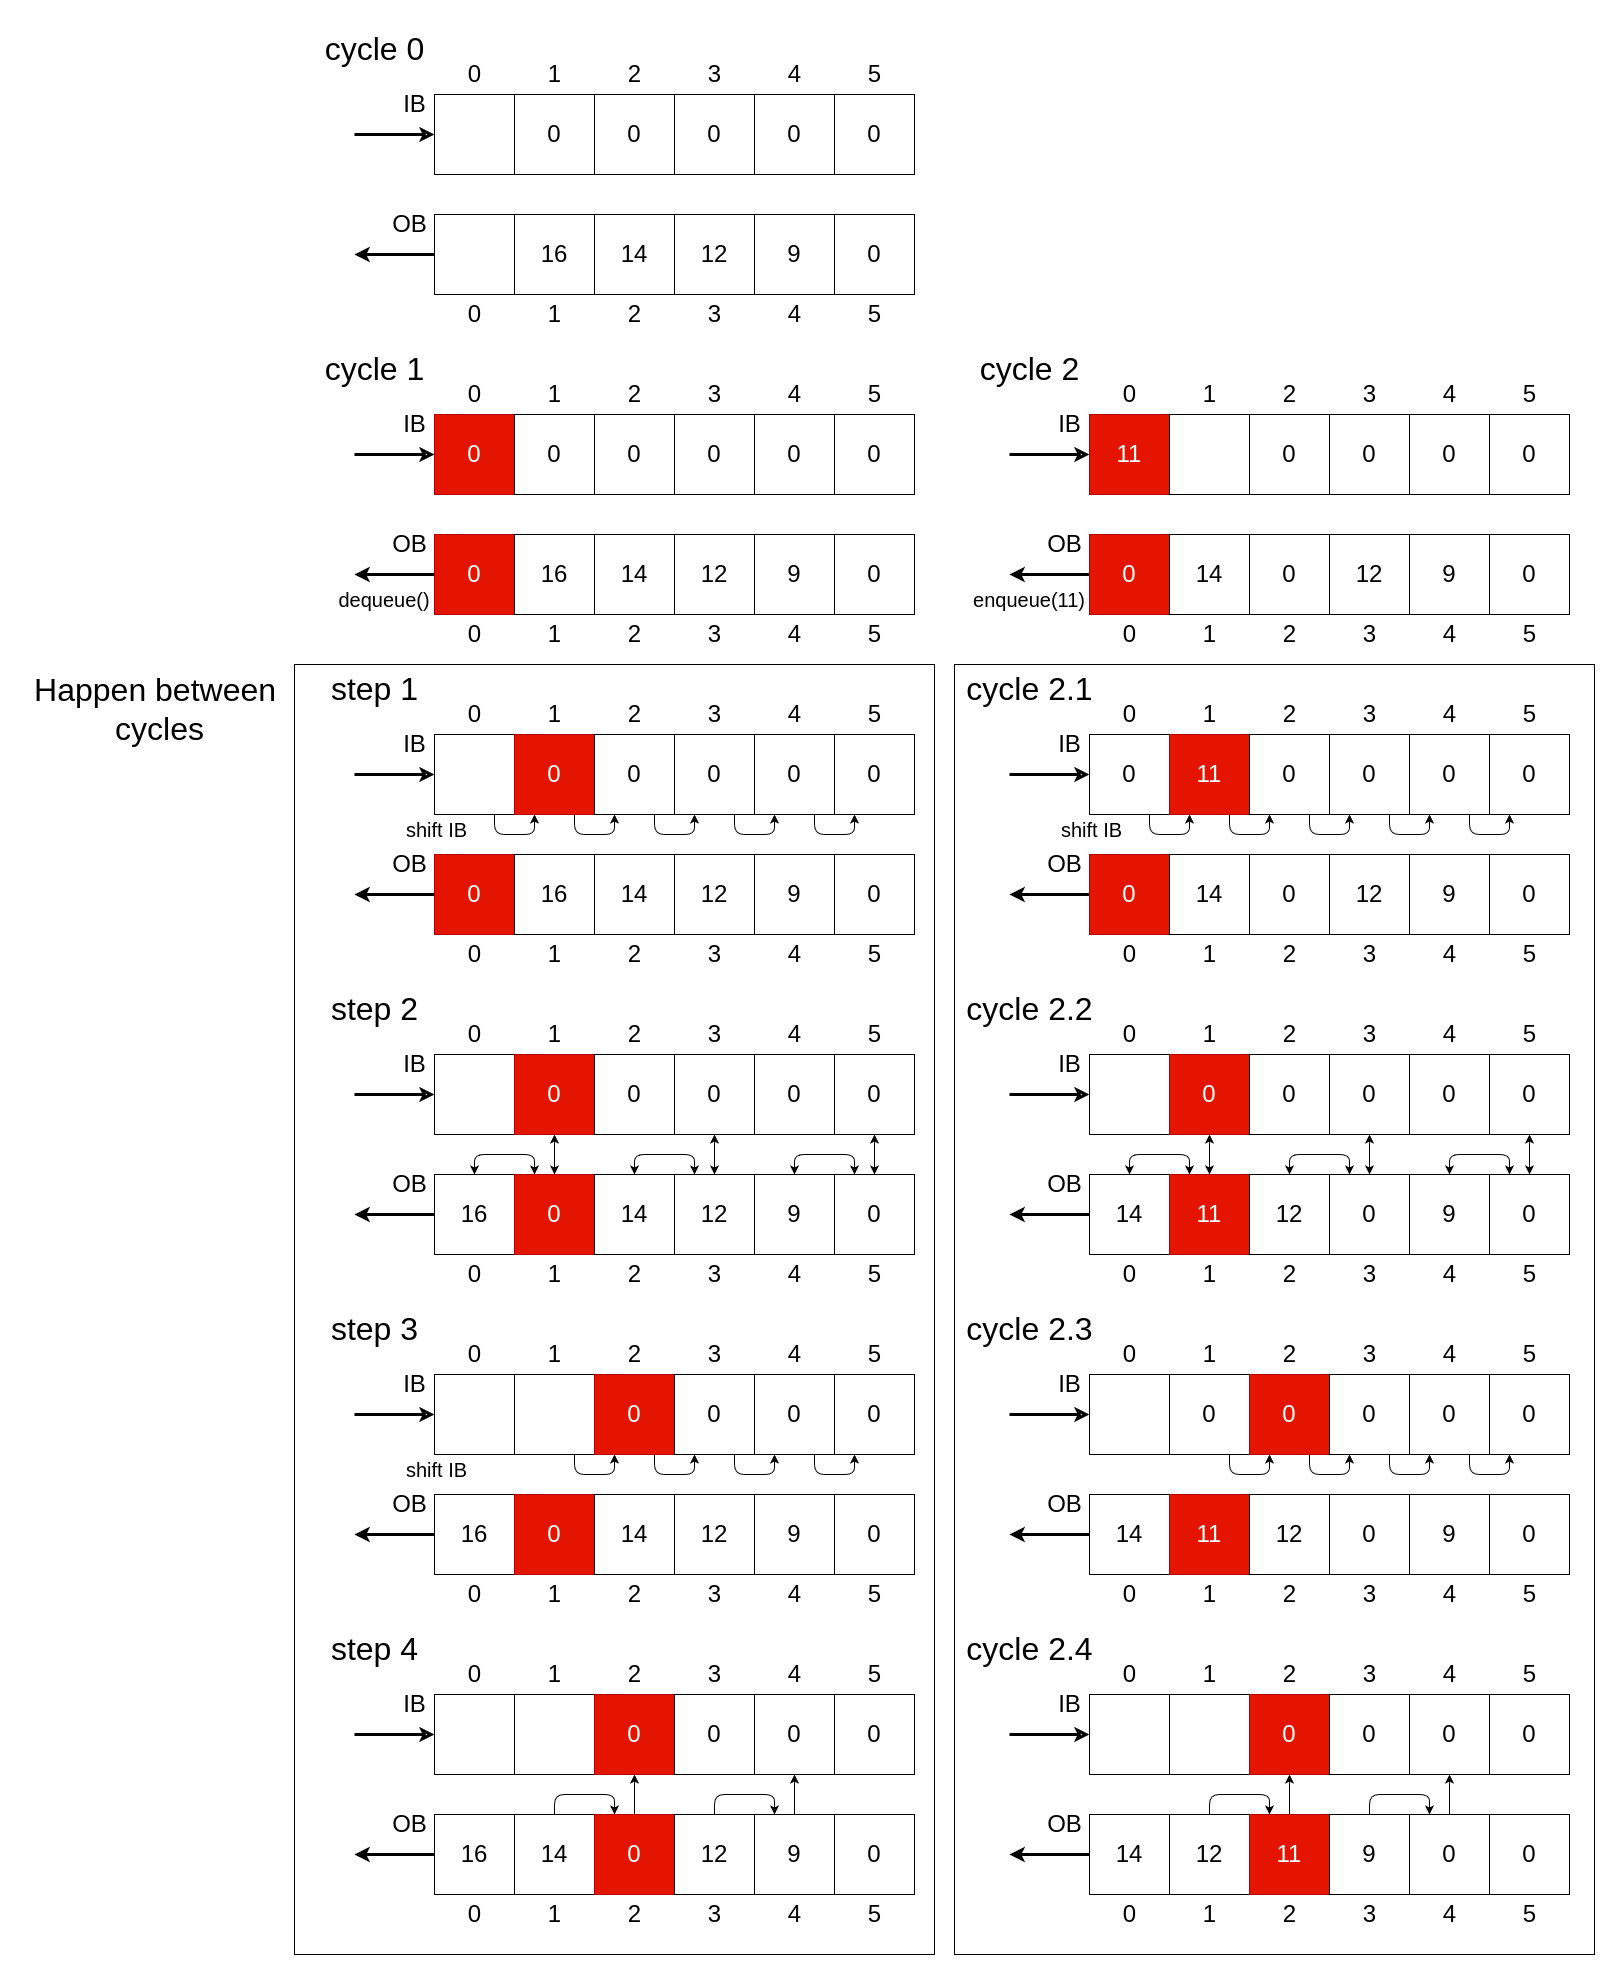 cycle 0
0 1 2 3 4 5
IB
0 0 0 0 0
OB
16 14 12 9 0
0 1 2 3 4 5
cycle 1
0 1 2 3 4 5
IB
0 0 0 0 0 0
OB
0 16 14 12 9 0
dequeue()
0 1 2 3 4 5
cycle 2
0 1 2 3 4 5
IB
11 0 0 0 0
OB
0 14 0 12 9 0
enqueue(11)
0 1 2 3 4 5
Happen between
cycles
step 1
0 1 2 3 4 5
IB
0 0 0 0 0
shift IB
OB
0 16 14 12 9 0
0 1 2 3 4 5
step 2
0 1 2 3 4 5
IB
0 0 0 0 0
OB
16 0 14 12 9 0
0 1 2 3 4 5
step 3
0 1 2 3 4 5
IB
0 0 0 0
shift IB
OB
16 0 14 12 9 0
0 1 2 3 4 5
step 4
0 1 2 3 4 5
IB
0 0 0 0
OB
16 14 0 12 9 0
0 1 2 3 4 5
cycle 2.1
0 1 2 3 4 5
IB
0 11 0 0 0 0
shift IB
OB
0 14 0 12 9 0
0 1 2 3 4 5
cycle 2.2
0 1 2 3 4 5
IB
0 0 0 0 0
OB
14 11 12 0 9 0
0 1 2 3 4 5
cycle 2.3
0 1 2 3 4 5
IB
0 0 0 0 0
OB
14 11 12 0 9 0
0 1 2 3 4 5
cycle 2.4
0 1 2 3 4 5
IB
0 0 0 0
OB
14 12 11 9 0 0
0 1 2 3 4 5